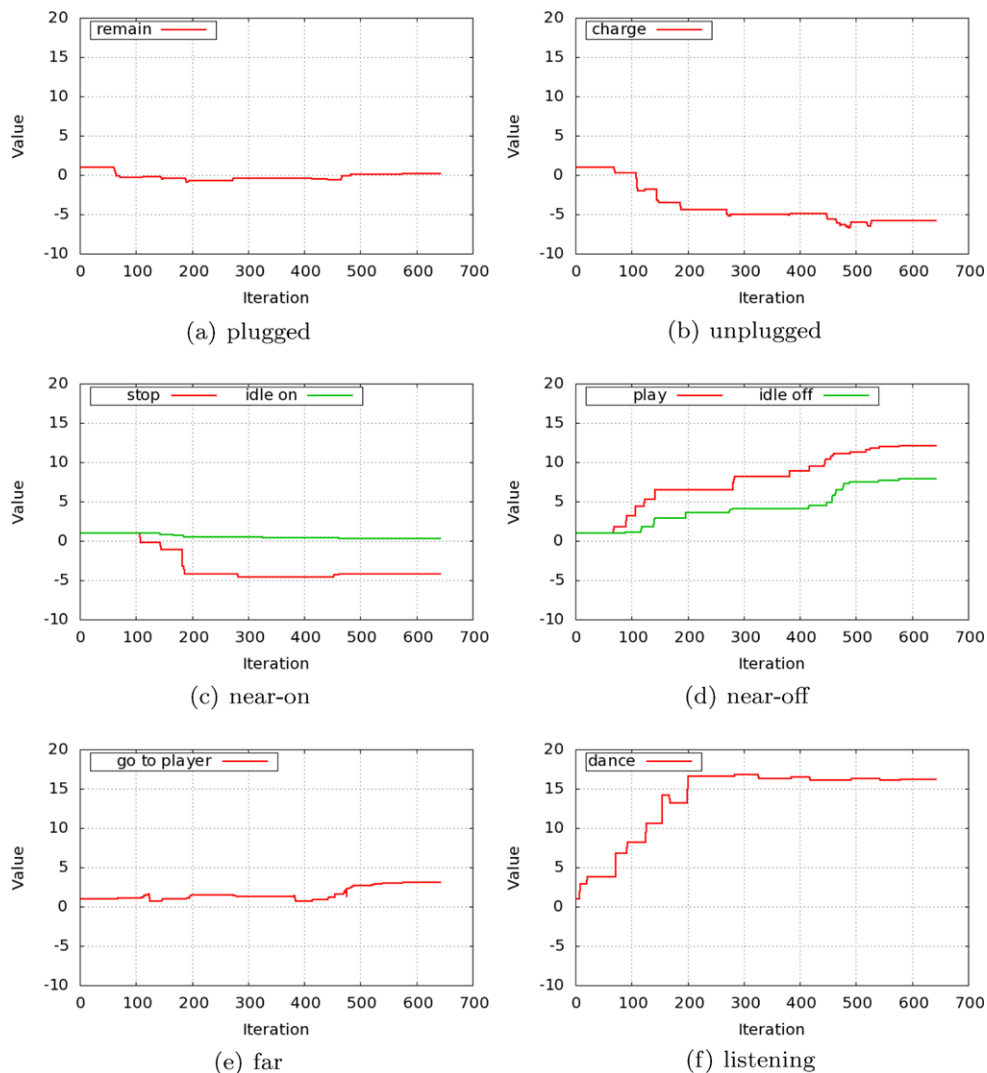 remain
20
15
10
5
0
-5
-10
Value
0 100 200 300 400 500 600 700
Iteration
(a) plugged
charge
20
15
10
5
0
-5
-10
Value
0 100 200 300 400 500 600 700
Iteration
(b) unplugged
stop idle on
20
15
10
5
0
-5
-10
Value
0 100 200 300 400 500 600 700
Iteration
(c) near-on
play idle off
20
15
10
5
0
-5
-10
Value
0 100 200 300 400 500 600 700
Iteration
(d) near-off
go to player
20
15
10
5
0
-5
-10
Value
0 100 200 300 400 500 600 700
Iteration
(e) far
dance
20
15
10
5
0
-5
-10
Value
0 100 200 300 400 500 600 700
Iteration
(f) listening